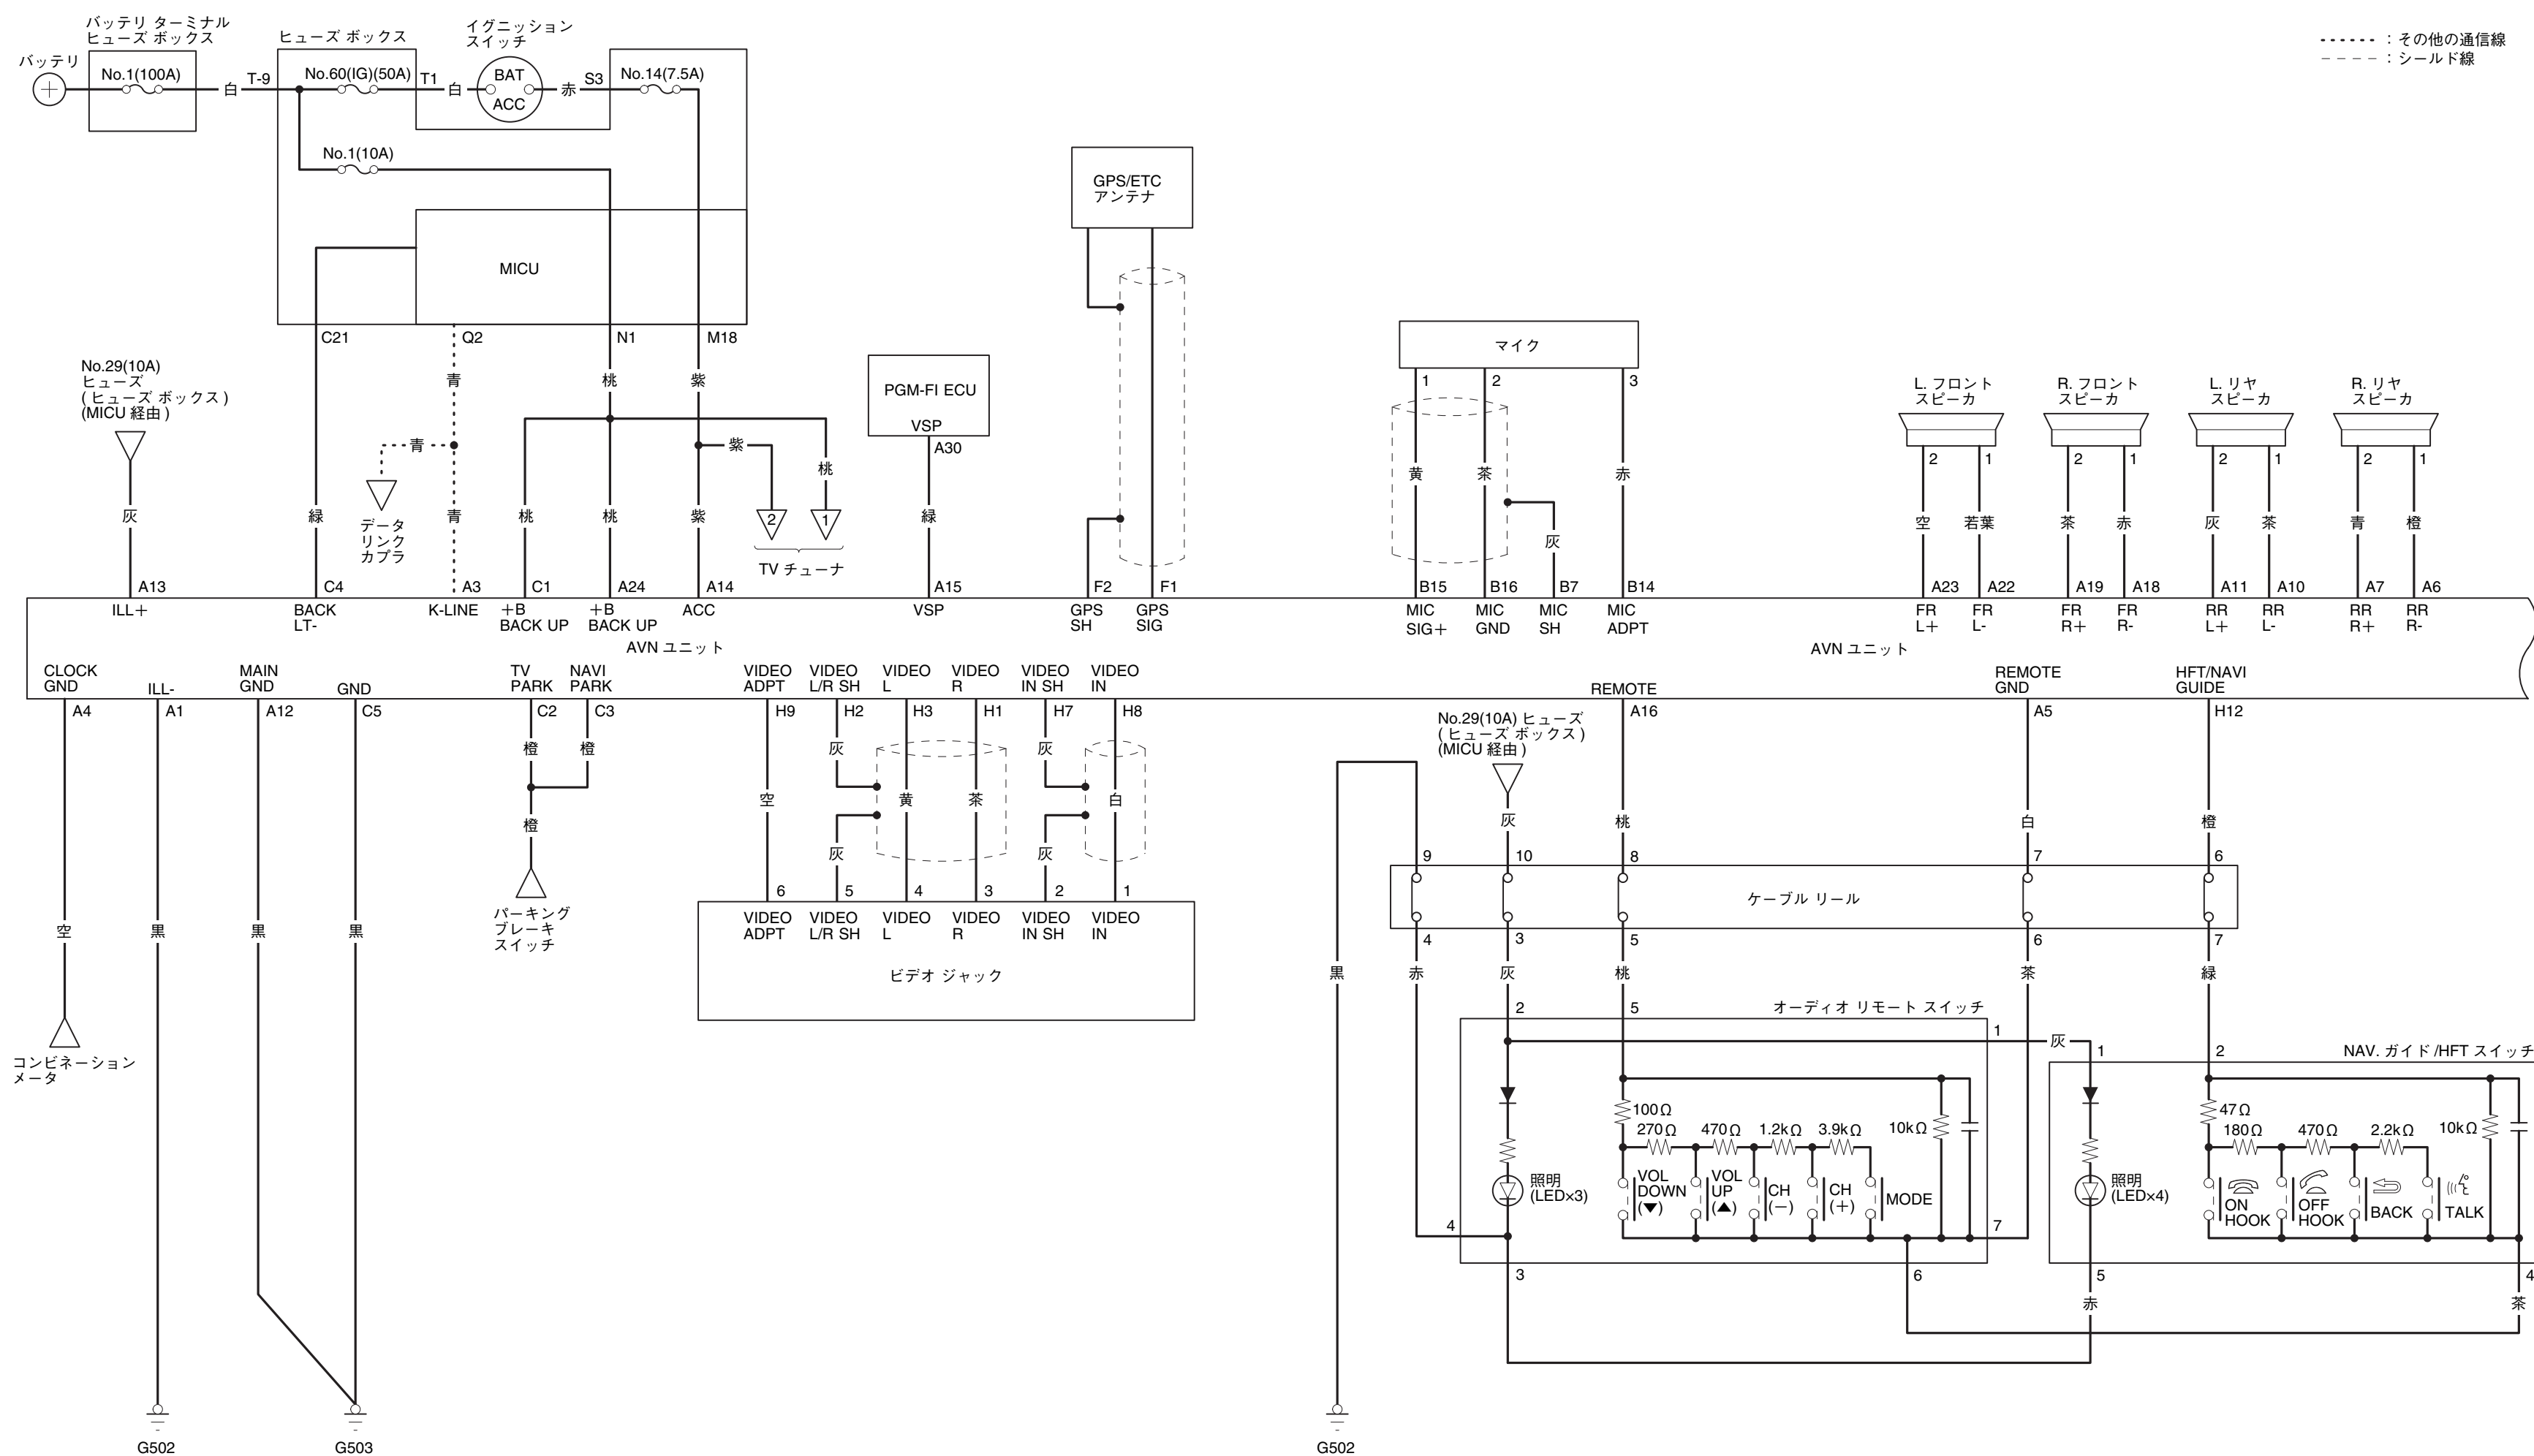 バッテリ ターミナル
ヒューズ ボックス
ヒューズ ボックス
イグニッション
スイッチ
: その他の通信線
: シールド線
バッテリ
No.1(100A)
白
T-9
No.60(IG)(50A)
T1
白
BAT
ACC
赤
S3
No.14(7.5A)
No.1(10A)
MICU
C21
Q2
N1
M18
GPS/ETC
アンテナ
No.29(10A)
ヒューズ
( ヒューズ ボックス )
(MICU 経由 )
青
桃
紫
PGM-FI ECU
VSP
A30
マイク
1
2
3
L. フロント
スピーカ
R. フロント
スピーカ
L. リヤ
スピーカ
R. リヤ
スピーカ
2
1
2
1
2
1
2
1
青
紫
桃
黄
茶
赤
データ
リンク
カプラ
2
1
TV チューナ
灰
緑
青
桃
桃
紫
緑
灰
空
若葉
茶
赤
灰
茶
青
橙
A13
C4
A3
C1
A24
A14
A15
F2
F1
B15
B16
B7
B14
A23
A22
A19
A18
A11
A10
A7
A6
ILL+
BACK
LT-
K-LINE
+B
BACK UP
+B
BACK UP
ACC
VSP
GPS
SH
GPS
SIG
MIC
SIG+
MIC
GND
MIC
SH
MIC
ADPT
FR
L+
FR
L-
FR
R+
FR
R-
RR
L+
RR
L-
RR
R+
RR
R-
AVN ユニット
AVN ユニット
CLOCK
GND
ILL-
MAIN
GND
GND
TV
PARK
NAVI
PARK
VIDEO
ADPT
VIDEO
L/R SH
VIDEO
L
VIDEO
R
VIDEO
IN SH
VIDEO
IN
REMOTE
REMOTE
GND
HFT/NAVI
GUIDE
A4
A1
A12
C5
C2
C3
H9
H2
H3
H1
H7
H8
A16
A5
H12
No.29(10A) ヒューズ
( ヒューズ ボックス )
(MICU 経由 )
橙
橙
灰
灰
橙
空
黄
茶
白
灰
灰
灰
桃
白
橙
パーキング
ブレーキ
スイッチ
6
5
4
3
2
1
VIDEO
ADPT
VIDEO
L/R SH
VIDEO
L
VIDEO
R
VIDEO
IN SH
VIDEO
IN
ビデオ ジャック
9
10
8
7
6
ケーブル リール
4
3
5
6
7
空
黒
黒
黒
黒
赤
灰
桃
茶
緑
コンビネーション
メータ
2
5
オーディオ リモート スイッチ
1
灰
1
2
NAV. ガイド /HFT スイッチ
100Ω
270Ω
470Ω
1.2kΩ
3.9kΩ
10kΩ
47Ω
180Ω
470Ω
2.2kΩ
10kΩ
照明
(LED×3)
VOL
DOWN
(▼)
VOL
UP
(▲)
CH
(−)
CH
(+)
MODE
照明
(LED×4)
ON
HOOK
OFF
HOOK
BACK
TALK
4
7
3
6
5
4
赤
茶
G502
G503
G502